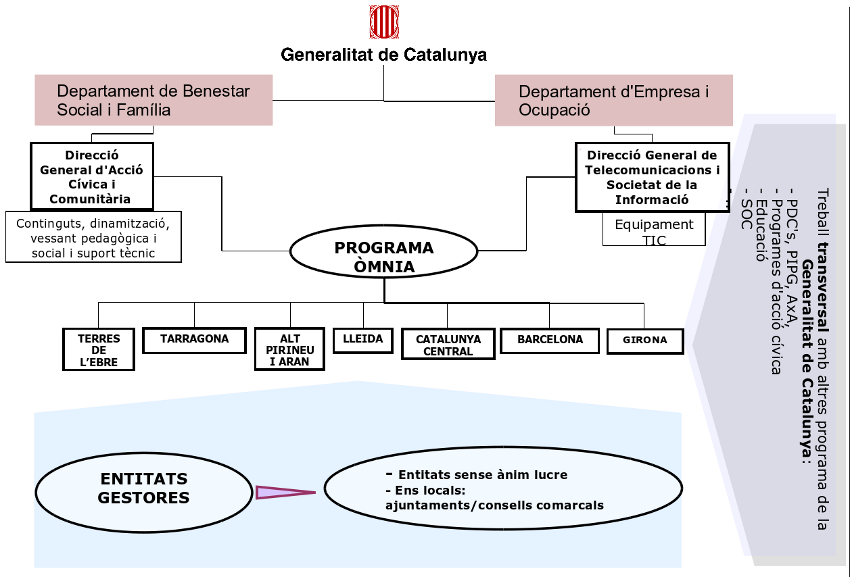 Generalitat de Catalunya
Departament de Benestar
Social i Família
Departament d'Empresa i
Ocupació
Direcció
General d'Acció
Cívica i
Comunitària
Direcció General de
Telecomunicacions i
Societat de la
Informació
Continguts, dinamització,
vessant pedagògica i
social i suport tècnic
Equipament
TIC
PROGRAMA
ÒMNIA
TERRES
DE
L'EBRE
TARRAGONA
ALT
PIRINEU
I ARAN
LLEIDA
CATALUNYA
CENTRAL
BARCELONA
GIRONA
Treball transversal amb altres programa de la
Generalitat de Catalunya:
- PDC's, PIPG, AxA,
- Programes d'acció cívica
- Educació
- SOC
ENTITATS
GESTORES
- Entitats sense ànim lucre
- Ens locals:
ajuntaments/consells comarcals